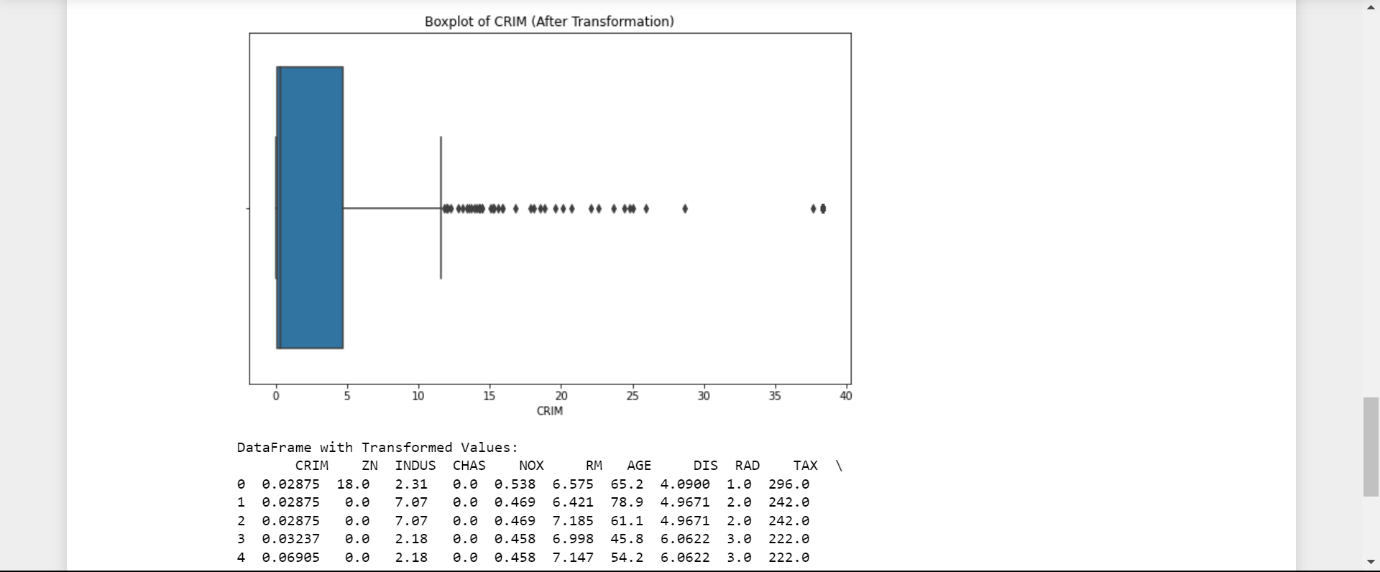 Boxplot of CRIM (After Transformation)
0 5 10 15 20 25 30 35 40
CRIM
DataFrame with Transformed Values:
CRIM ZN INDUS CHAS NOX RM AGE DIS RAD TAX \
0 0.02875 18.0 2.31 0.0 0.538 6.575 65.2 4.0900 1.0 296.0
1 0.02875 0.0 7.07 0.0 0.469 6.421 78.9 4.9671 2.0 242.0
2 0.02875 0.0 7.07 0.0 0.469 7.185 61.1 4.9671 2.0 242.0
3 0.03237 0.0 2.18 0.0 0.458 6.998 45.8 6.0622 3.0 222.0
4 0.06905 0.0 2.18 0.0 0.458 7.147 54.2 6.0622 3.0 222.0